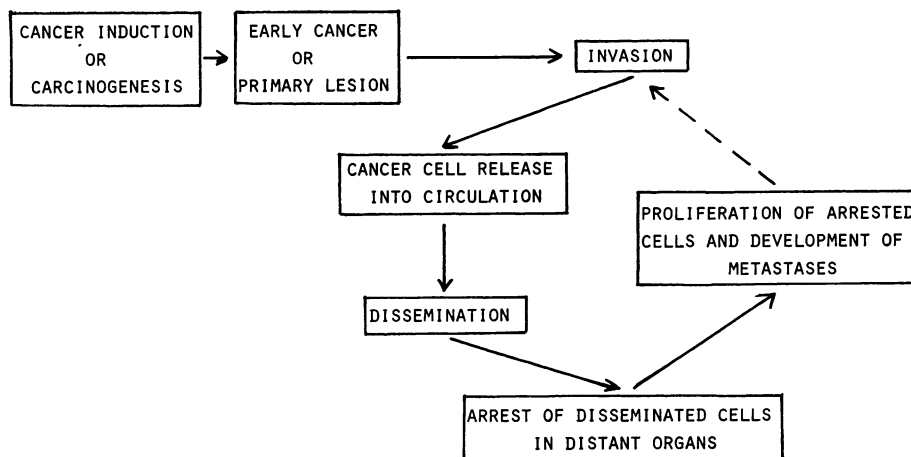 CANCER INDUCTION
OR
CARCINOGENESIS
EARLY CANCER
OR
PRIMARY LESION
INVASION
CANCER CELL RELEASE
INTO CIRCULATION
DISSEMINATION
ARREST OF DISSEMINATED CELLS
IN DISTANT ORGANS
PROLIFERATION OF ARRESTED
CELLS AND DEVELOPMENT OF
METASTASES